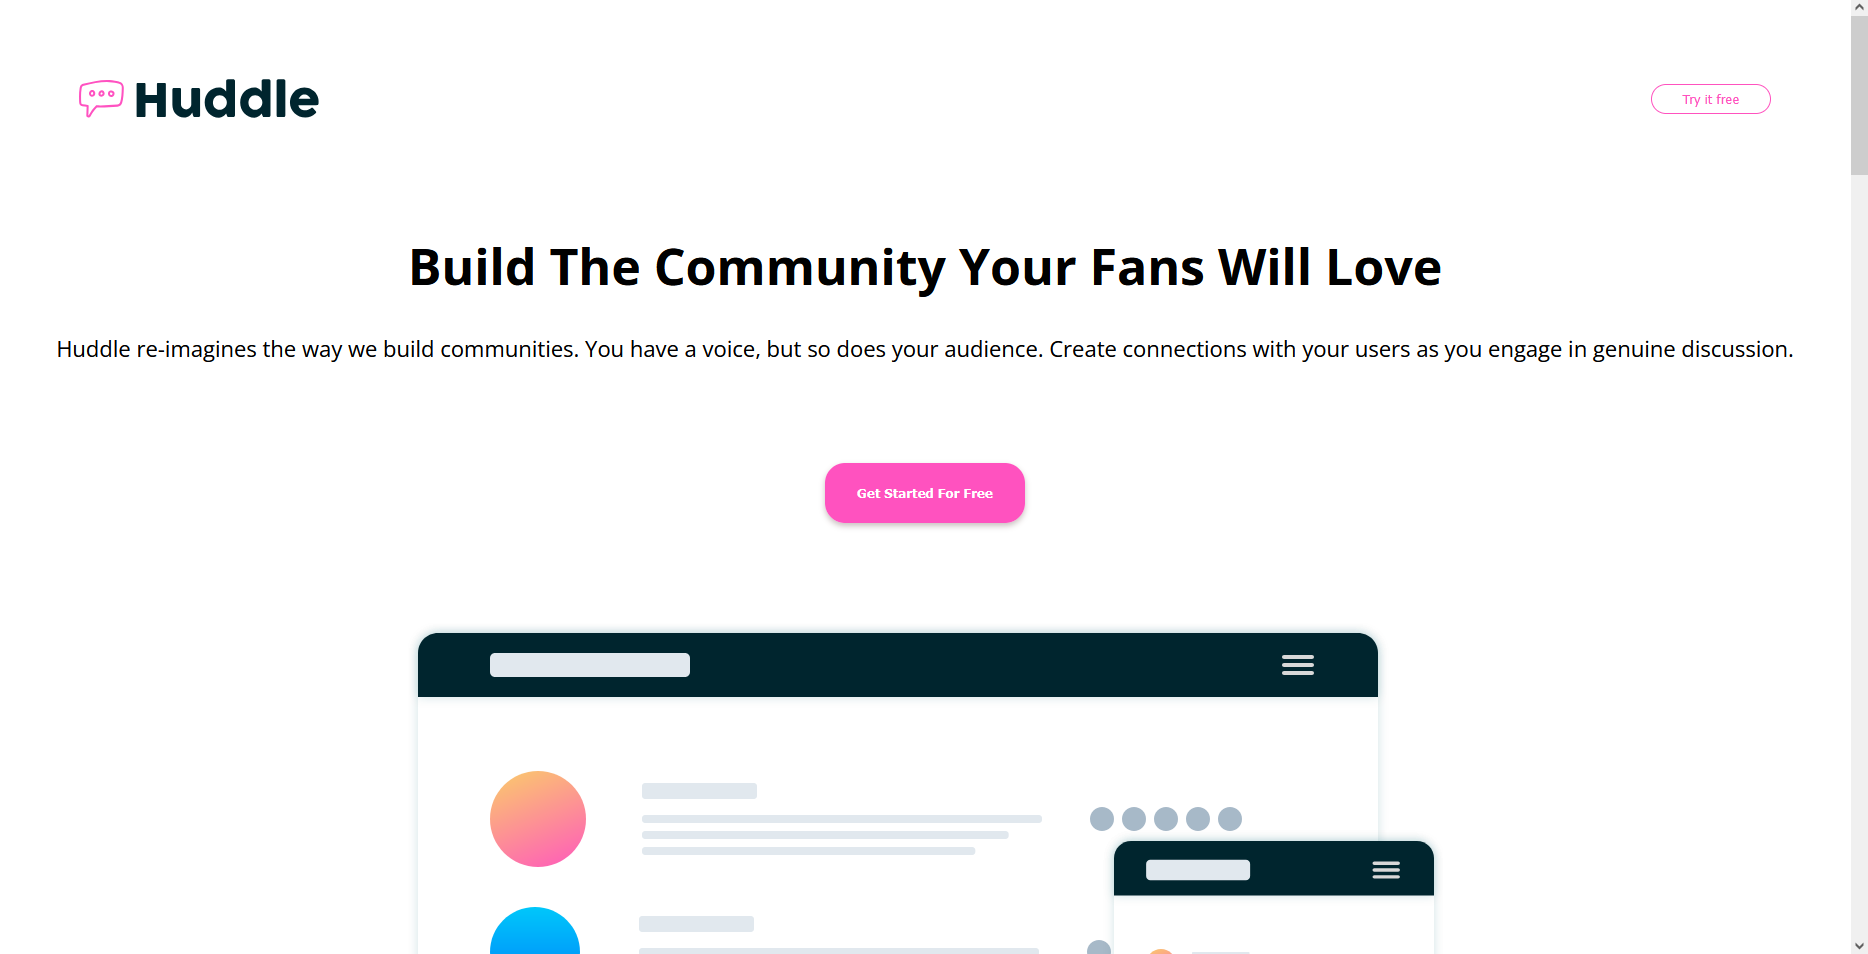 Huddle
Try it free
Build The Community Your Fans Will Love
Huddle re-imagines the way we build communities. You have a voice, but so does your audience. Create connections with your users as you engage in genuine discussion.
Get Started For Free